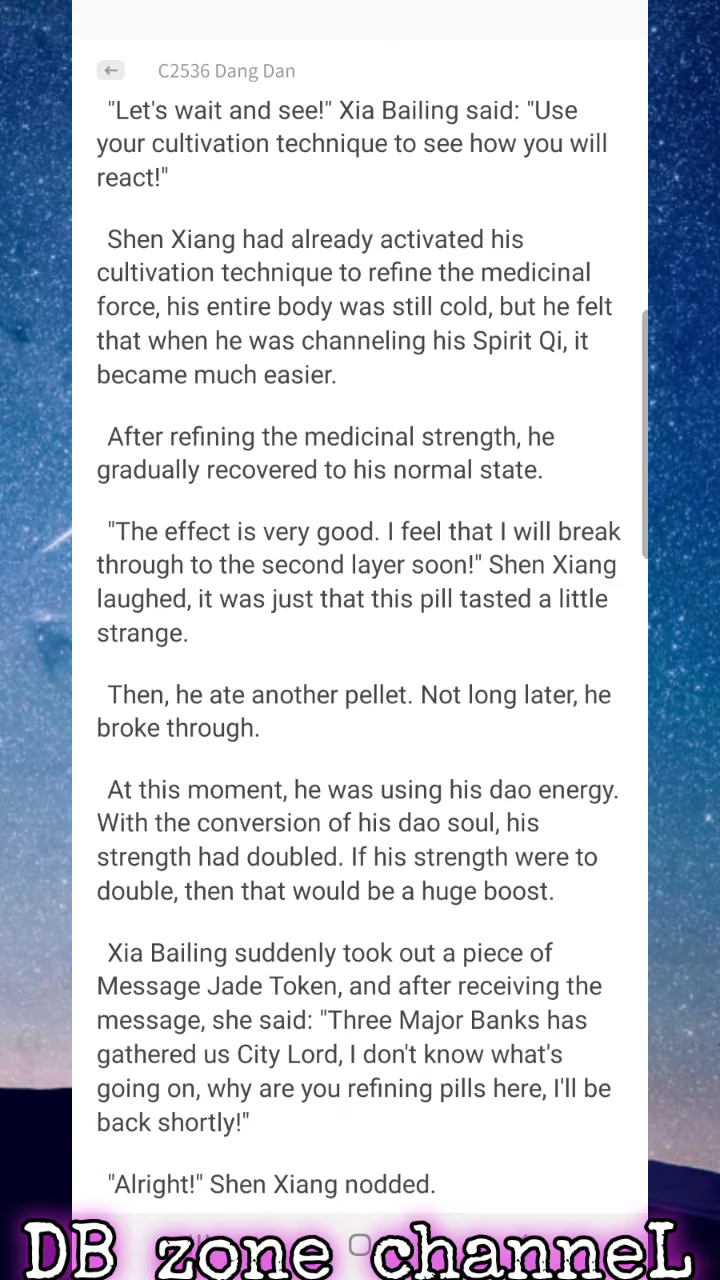 C2536 Dang Dan
"Let's wait and see!" Xia Bailing said: "Use
your cultivation technique to see how you will
react!"
Shen Xiang had already activated his
cultivation technique to refine the medicinal
force, his entire body was still cold, but he felt
that when he was channeling his Spirit Qi, it
became much easier.
After refining the medicinal strength, he
gradually recovered to his normal state.
"The effect is very good. I feel that I will break
through to the second layer soon!" Shen Xiang
laughed, it was just that this pill tasted a little
strange.
Then, he ate another pellet. Not long later, he
broke through.
At this moment, he was using his dao energy.
With the conversion of his dao soul, his
strength had doubled. If his strength were to
double, then that would be a huge boost.
Xia Bailing suddenly took out a piece of
Message Jade Token, and after receiving the
message, she said: "Three Major Banks has
gathered us City Lord, I don't know what's
going on, why are you refining pills here, I'll be
back shortly!"
"Alright!" Shen Xiang nodded.
DB zone channeL